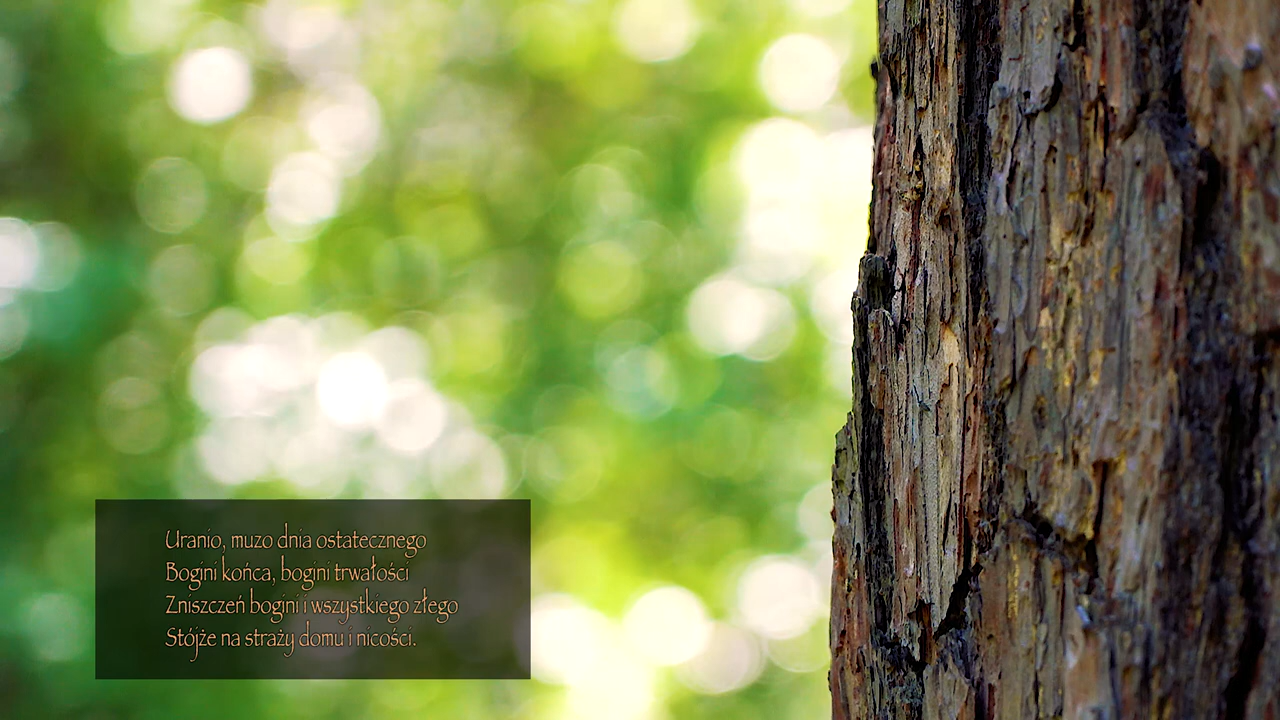 Uranio, muzo dnia ostatecznego
Bogini końca, bogini trwałości
Zniszczeń bogini i wszystkiego złego
Stójże na straży domu i nicości.